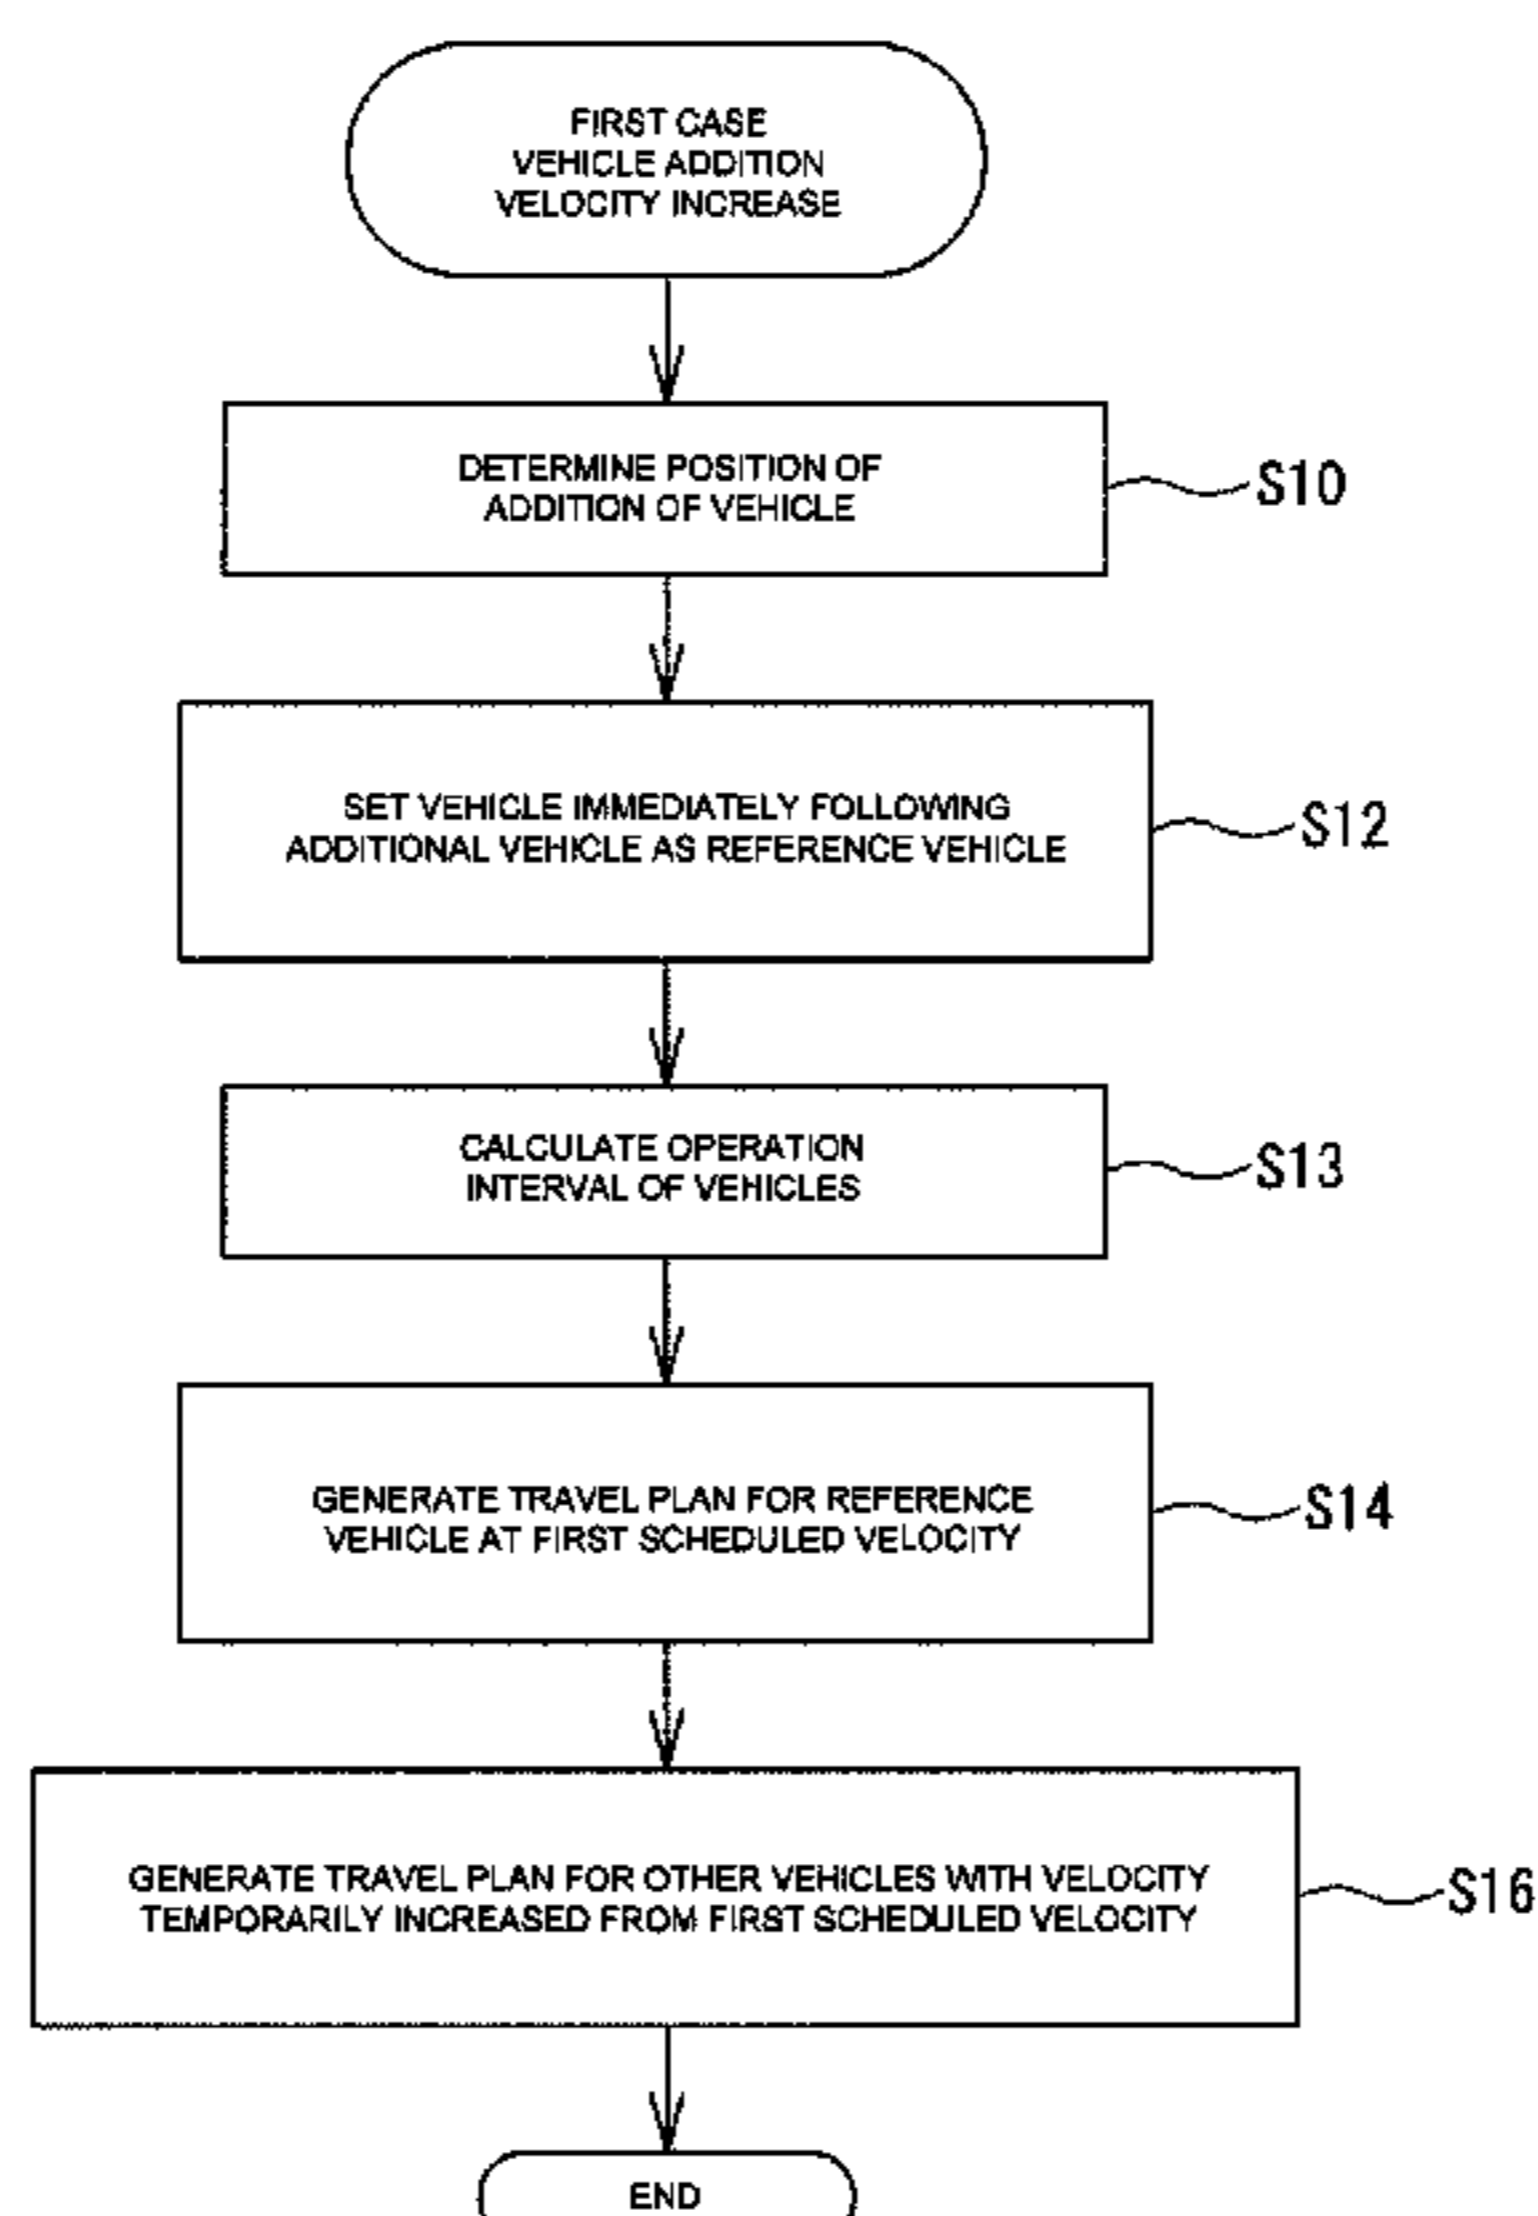 FIRST CASE
VEHICLE ADDITION
VELOCITY INCREASE
DETERMINE POSITION OF
ADDITION OF VEHICLE
S10
SET VEHICLE IMMEDIATELY FOLLOWING
ADDITIONAL VEHICLE AS REFERENCE VEHICLE
S12
CALCULATE OPERATION
INTERVAL OF VEHICLES
S13
GENERATE TRAVEL PLAN FOR REFERENCE
VEHICLE AT FIRST SCHEDULED VELOCITY
S14
GENERATE TRAVEL PLAN FOR OTHER VEHICLES WITH VELOCITY
TEMPORARILY INCREASED FROM FIRST SCHEDULED VELOCITY
S16
END